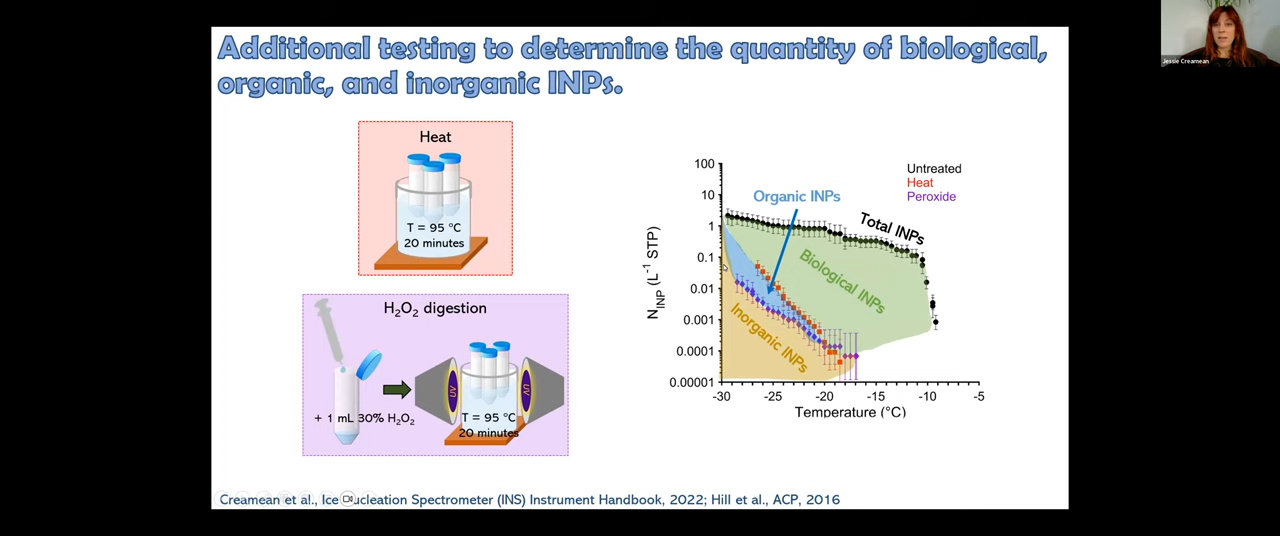 Additional testing to determine the quantity of biological,
organic, and inorganic INPs.
Jessie Creamean
Heat
T = 95 °C
20 minutes
H₂O₂ digestion
+ 1 mL 30% H₂O₂
UV
UV
T = 95 °C
20 minutes
Untreated
Heat
Peroxide
Organic INPs
Total INPs
Biological INPs
Inorganic INPs
N_INP (L⁻¹ STP)
100
10
1
0.1
0.01
0.001
0.0001
0.00001
-30
-25
-20
-15
-10
-5
Temperature (°C)
Creamean et al., Ice Nucleation Spectrometer (INS) Instrument Handbook, 2022; Hill et al., ACP, 2016